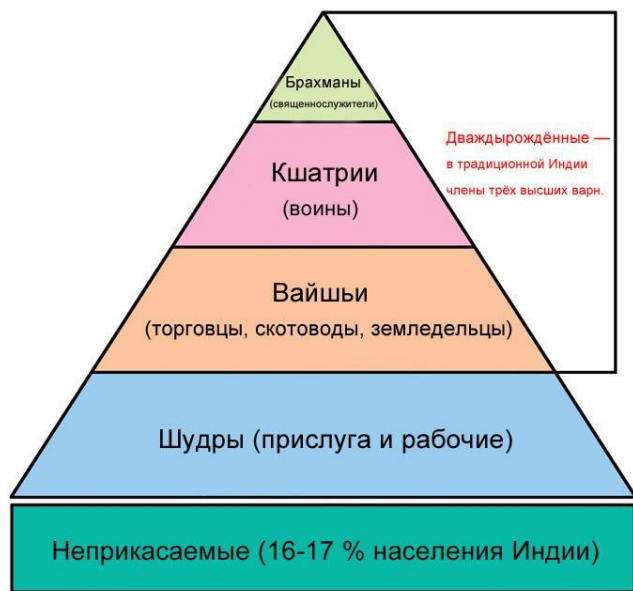 Брахманы
(священнослужители)
Дваждырождённые —
в традиционной Индии
члены трёх высших варн.
Кшатрии
(воины)
Вайшьи
(торговцы, скотоводы, земледельцы)
Шудры (прислуга и рабочие)
Неприкасаемые (16-17 % населения Индии)